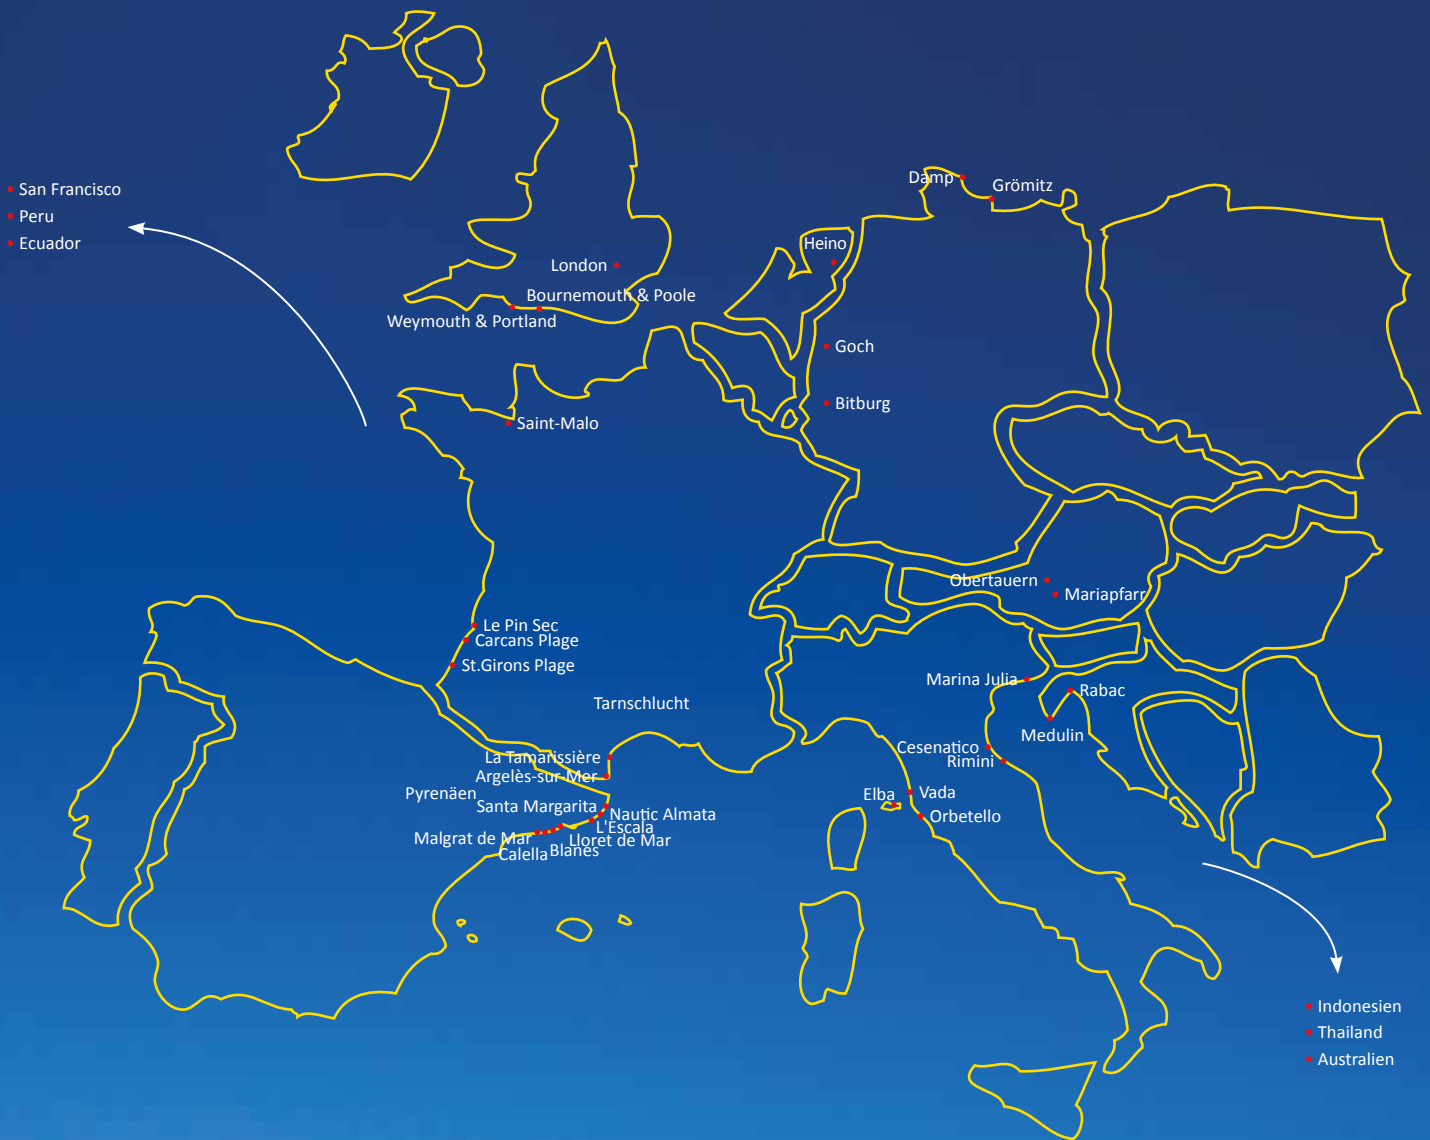 Damp
Grömitz
San Francisco
Peru
Ecuador
Heino
London
Bournemouth & Poole
Weymouth & Portland
Goch
Bitburg
Saint-Malo
Obertauern
Mariapfarr
Le Pin Sec
Carcans Plage
St.Girons Plage
Marina Julia
Rabac
Tarnschlucht
Medulin
Cesenatico
La Tamarissière
Rimini
Argelès-sur-Mer
Pyrenäen
Elba
Vada
Santa Margarita
Nautic Almata
Orbetello
L'Escala
Malgrat de Mar
Lloret de Mar
Blanes
Calella
Indonesien
Thailand
Australien